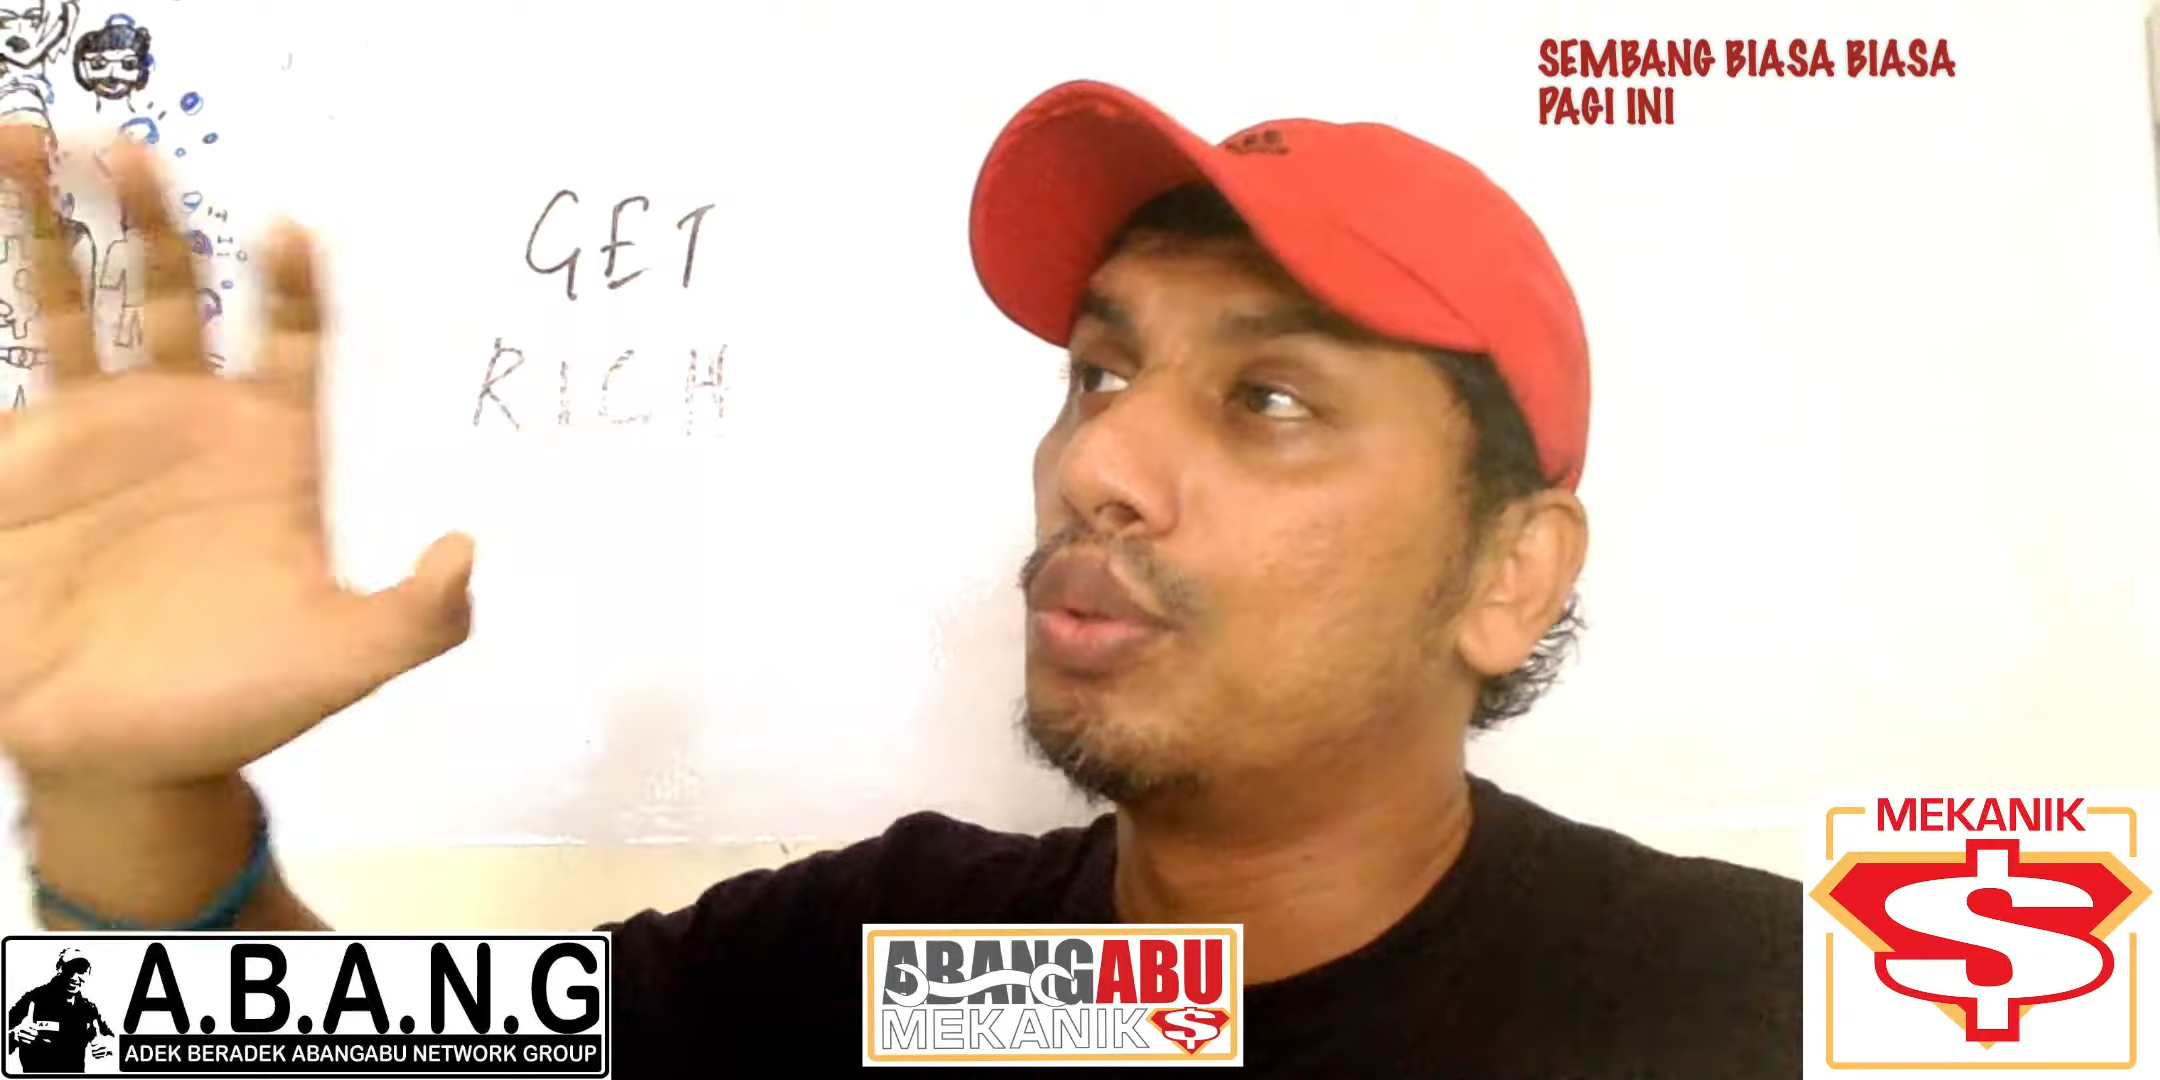 SEMBANG BIASA BIASA
PAGI INI
GET
RICH
A.B.A.N.G
ADEK BERADEK ABANGABU NETWORK GROUP
ABANGABU
MEKANIK
MEKANIK